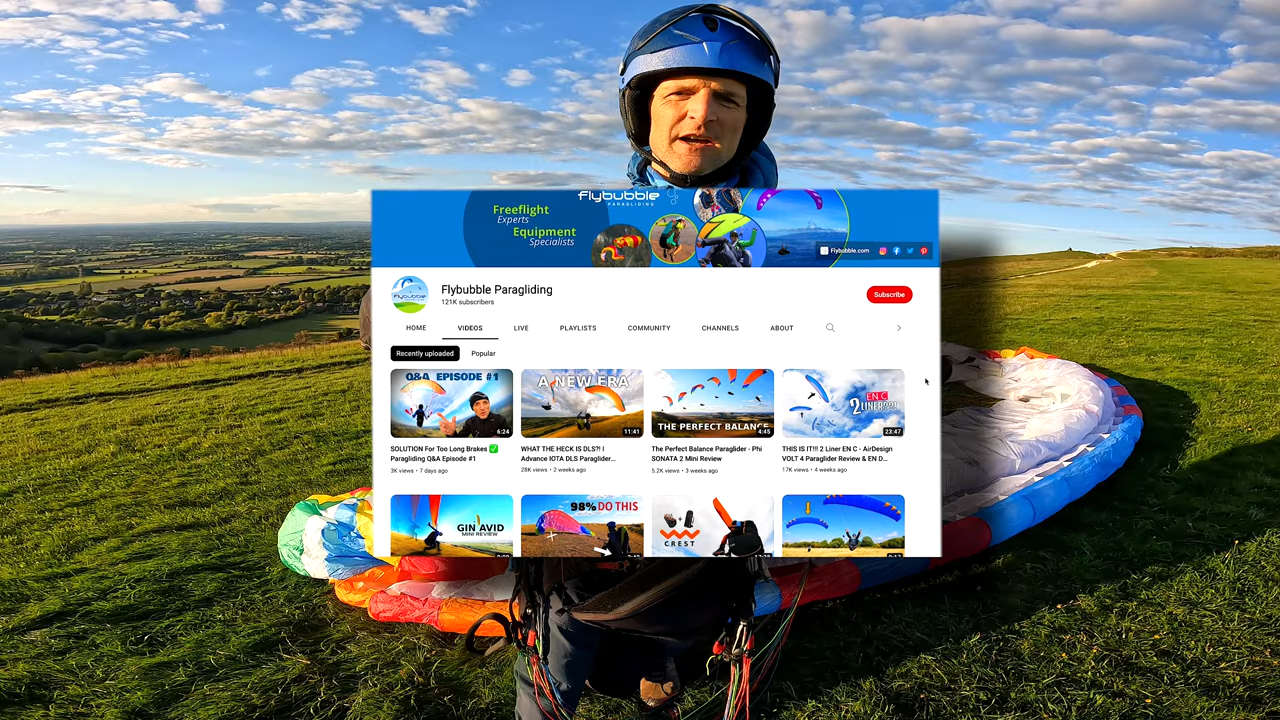 flybubble
PARAGLIDING
Freeflight
Experts
Equipment
Specialists
Flybubble.com
flybubble
Flybubble Paragliding
121K subscribers
Subscribe
HOME
VIDEOS
LIVE
PLAYLISTS
COMMUNITY
CHANNELS
ABOUT
Recently uploaded
Popular
Q&A EPISODE #1
6:24
A NEW ERA
11:41
THE PERFECT BALANCE
4:45
EN C
2 LINER??!
23:47
SOLUTION For Too Long Brakes ✅
Paragliding Q&A Episode #1
3K views • 7 days ago
WHAT THE HECK IS DLS?! I
Advance IOTA DLS Paraglider...
28K views • 2 weeks ago
The Perfect Balance Paraglider - Phi
SONATA 2 Mini Review
5.2K views • 3 weeks ago
THIS IS IT!!! 2 Liner EN C - AirDesign
VOLT 4 Paraglider Review & EN D...
17K views • 4 weeks ago
GIN AVID
MINI REVIEW
98% DO THIS
CREST